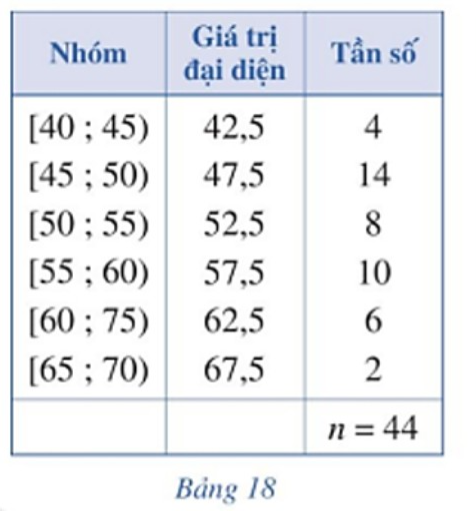 Nhóm Giá trị đại diện Tần số
[40 ; 45) 42,5 4
[45 ; 50) 47,5 14
[50 ; 55) 52,5 8
[55 ; 60) 57,5 10
[60 ; 75) 62,5 6
[65 ; 70) 67,5 2
n = 44
Bảng 18